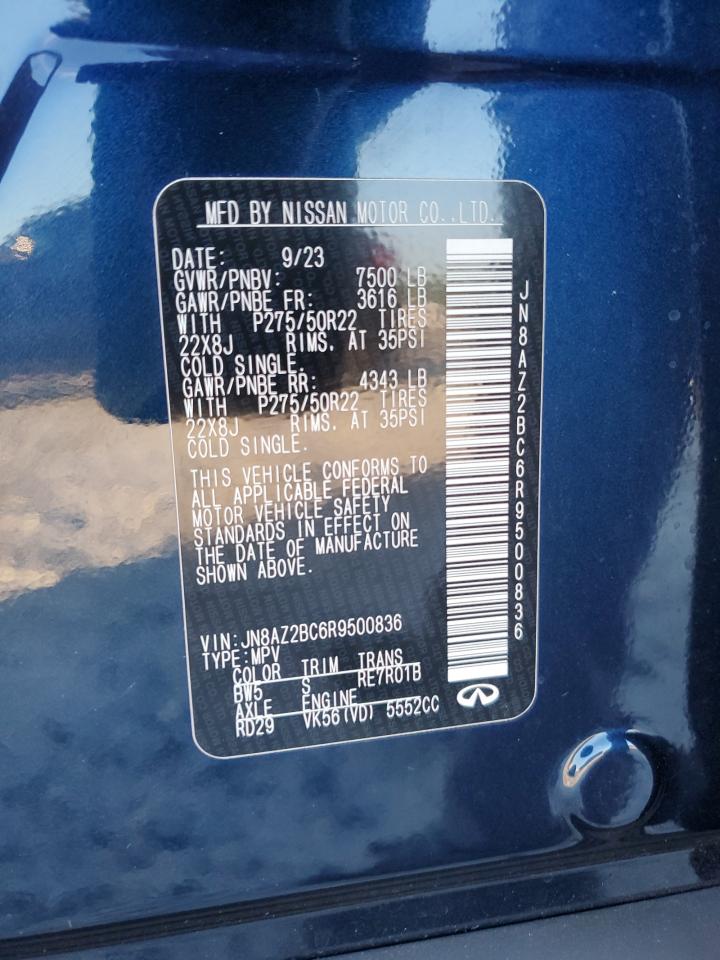 MFD BY NISSAN MOTOR CO.,LTD.
DATE: 9/23
GVWR/PNBV: 7500 LB
GAWR/PNBE FR: 3616 LB
WITH P275/50R22 TIRES
22X8J RIMS. AT 35PSI
COLD SINGLE.
GAWR/PNBE RR: 4343 LB
WITH P275/50R22 TIRES
22X8J RIMS. AT 35PSI
COLD SINGLE.
THIS VEHICLE CONFORMS TO
ALL APPLICABLE FEDERAL
MOTOR VEHICLE SAFETY
STANDARDS IN EFFECT ON
THE DATE OF MANUFACTURE
SHOWN ABOVE.
VIN:JN8AZ2BC6R9500836
TYPE:MPV
COLOR TRIM TRANS
BW5 S RE7R01B
AXLE ENGINE
RD29 VK56(VD) 5552CC
JN8AZ2BC6R9500836